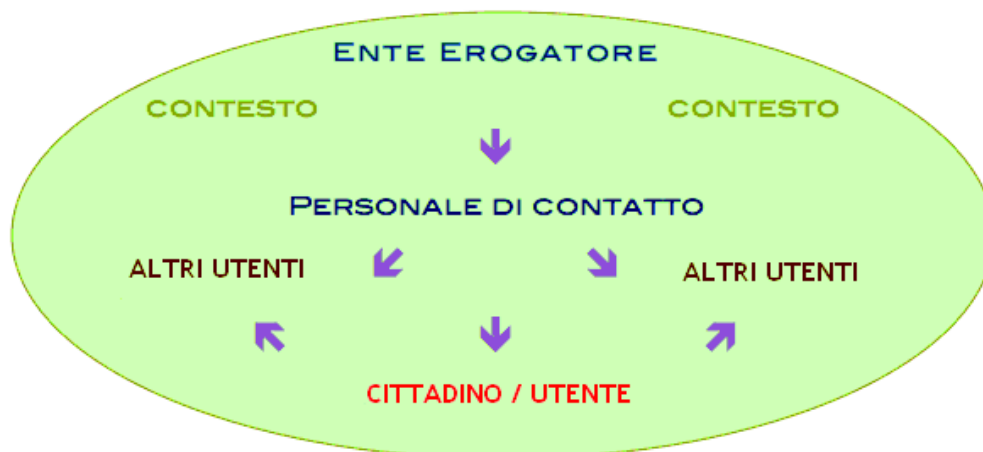 Ente Erogatore
CONTESTO CONTESTO
Personale di contatto
ALTRI UTENTI ALTRI UTENTI
CITTADINO / UTENTE